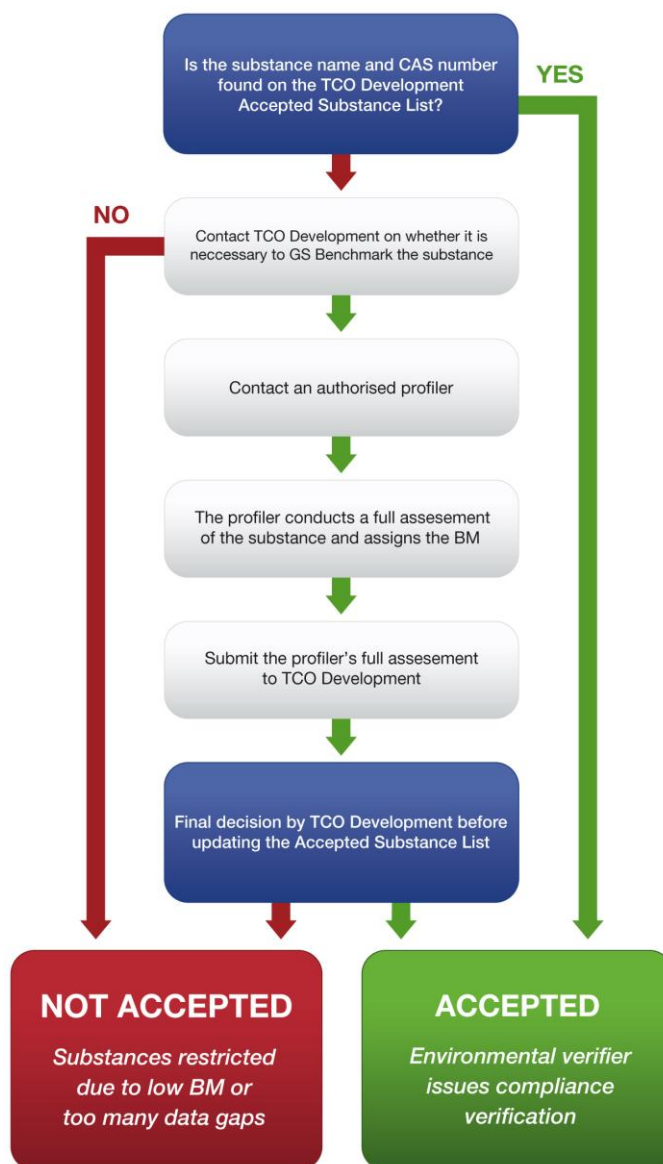 Is the substance name and CAS number
found on the TCO Development
Accepted Substance List?
YES
NO
Contact TCO Development on whether it is
neccessary to GS Benchmark the substance
Contact an authorised profiler
The profiler conducts a full assesement
of the substance and assigns the BM
Submit the profiler's full assesement
to TCO Development
Final decision by TCO Development before
updating the Accepted Substance List
NOT ACCEPTED
Substances restricted
due to low BM or
too many data gaps
ACCEPTED
Environmental verifier
issues compliance
verification